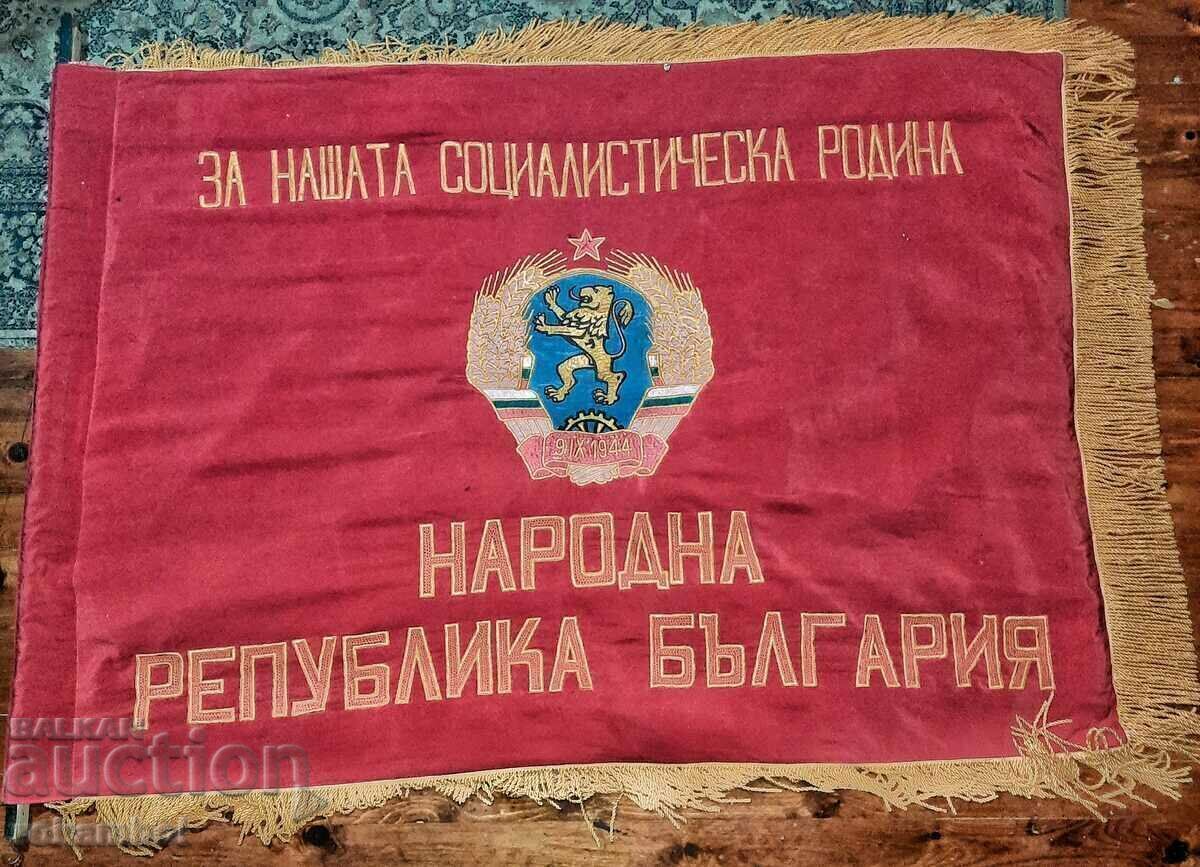 ЗА НАШАТА СОЦИАЛИСТИЧЕСКА РОДИНА
9.IX.1944
НАРОДНА
РЕПУБЛИКА БЪЛГАРИЯ
BALKAN
auction